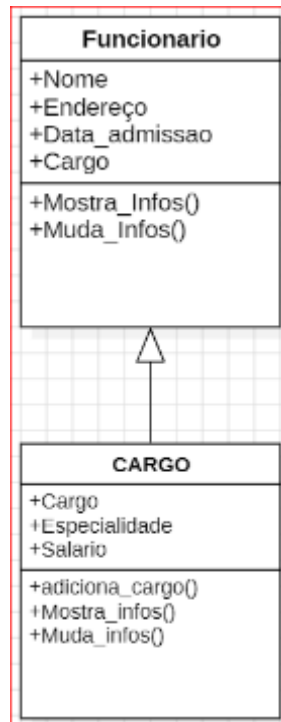 Funcionario
+Nome
+Endereço
+Data_admissao
+Cargo
+Mostra_Infos()
+Muda_Infos()
CARGO
+Cargo
+Especialidade
+Salario
+adiciona_cargo()
+Mostra_infos()
+Muda_infos()